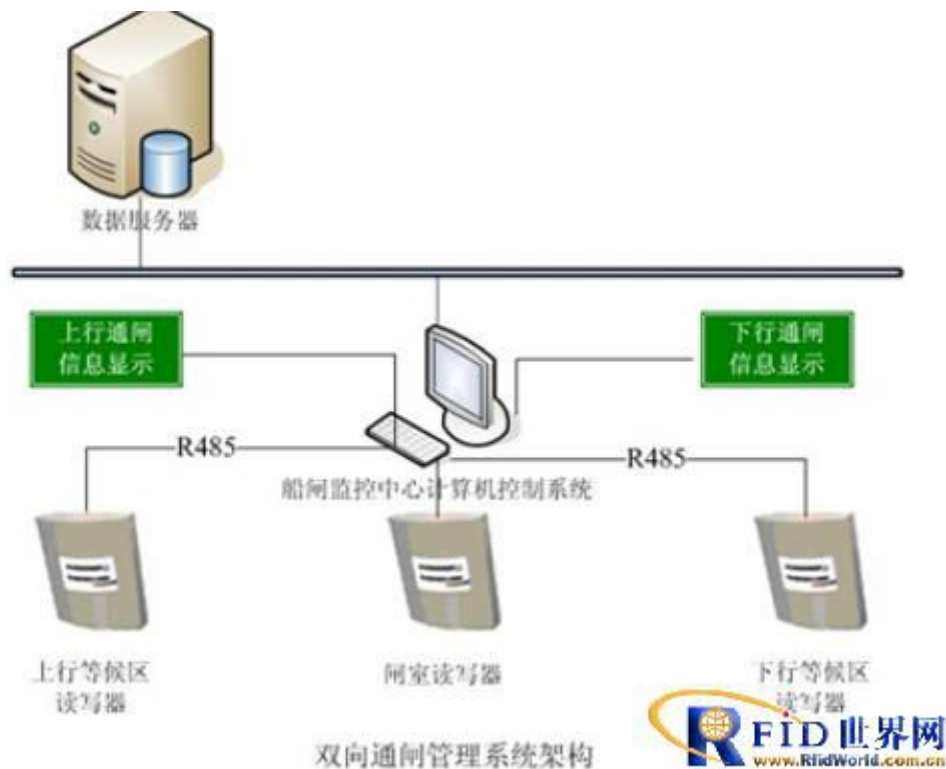 数据服务器
上行通闸
信息显示
下行通闸
信息显示
R485
R485
船闸监控中心计算机控制系统
上行等候区
读写器
闸室读写器
下行等候区
读写器
双向通闸管理系统架构
RFID世界网
www.RfidWorld.com.cn